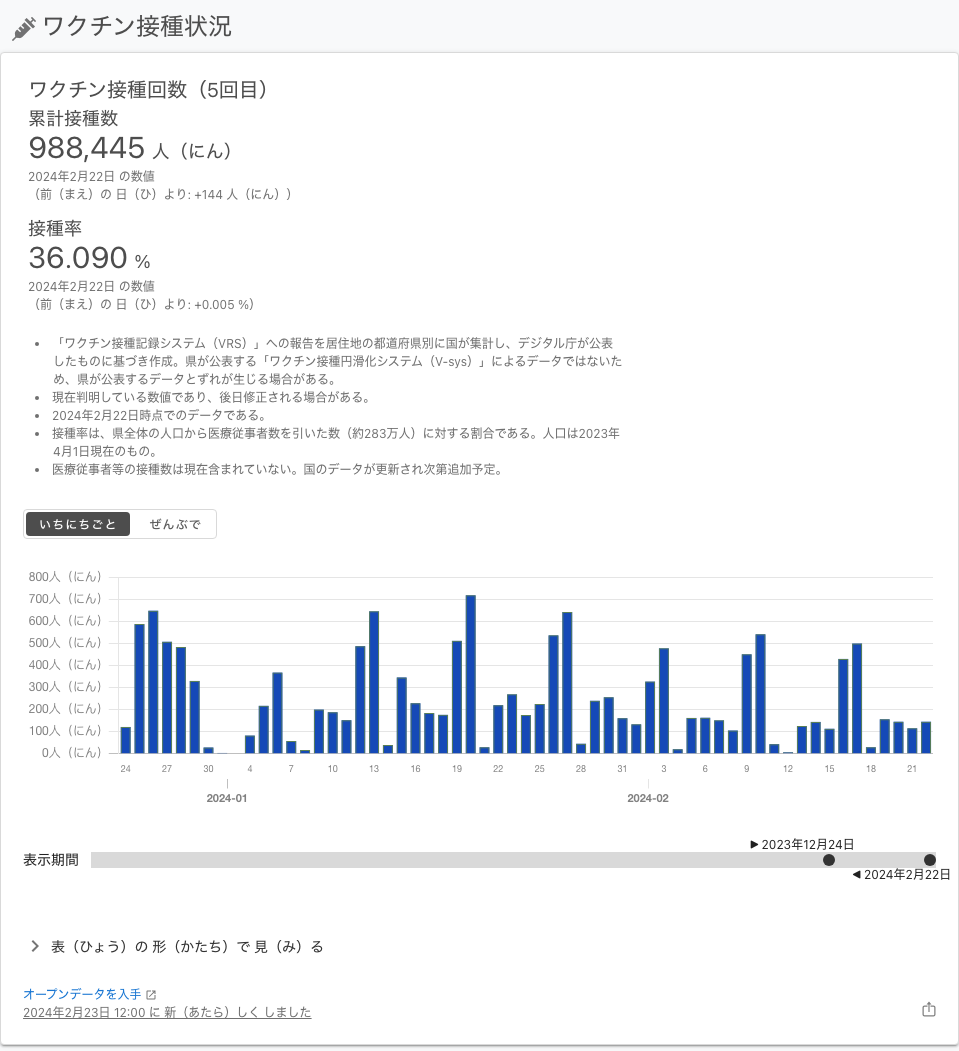 ワクチン接種状況
ワクチン接種回数（5回目）
累計接種数
988,445 人（にん）
2024年2月22日 の数値
（前（まえ）の 日（ひ）より: +144 人（にん））
接種率
36.090 %
2024年2月22日 の数値
（前（まえ）の 日（ひ）より: +0.005 %）
• 「ワクチン接種記録システム（VRS）」への報告を居住地の都道府県別に国が集計し、デジタル庁が公表
したものに基づき作成。県が公表する「ワクチン接種円滑化システム（V-sys）」によるデータではないた
め、県が公表するデータとずれが生じる場合がある。
• 現在判明している数値であり、後日修正される場合がある。
• 2024年2月22日時点でのデータである。
• 接種率は、県全体の人口から医療従事者数を引いた数（約283万人）に対する割合である。人口は2023年
4月1日現在のもの。
• 医療従事者等の接種数は現在含まれていない。国のデータが更新され次第追加予定。
いちにちごと ぜんぶで
800人（にん）
700人（にん）
600人（にん）
500人（にん）
400人（にん）
300人（にん）
200人（にん）
100人（にん）
0人（にん）
24 27 30 4 7 10 13 16 19 22 25 28 31 3 6 9 12 15 18 21
2024-01 2024-02
2023年12月24日
表示期間
2024年2月22日
表（ひょう）の 形（かたち）で 見（み）る
オープンデータを入手
2024年2月23日 12:00 に 新（あたら）しく しました